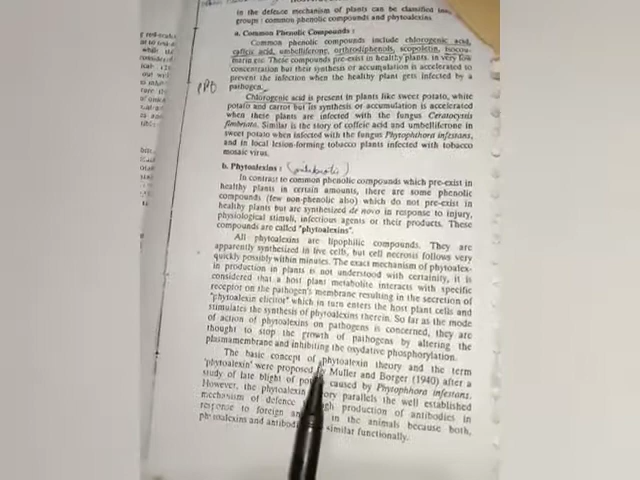 in the defence mechanism of plants can be classified
groups : common phenolic compounds and phytoalexins
a. Common Phenolic Compounds :
Common phenolic compounds include chlorogenic acid,
caffeic acid, umbelliferone, orthrodiphenols, scopoletin,
These compounds pre-exist in healthy plants, in very low
concentration but their synthesis or accumulation is accelerated to
prevent the infection when the healthy plant gets infected by a
pathogen.
PPO
Chlorogenic acid is present in plants like sweet potato, white
potato and carrot but its synthesis or accumulation is accelerated
when these plants are infected with the fungus Ceratocystis
fimbriata. Similar is the story of coffeic acid and umbelliferone in
sweet potato when infected with the fungus Phytophthora infestans,
and in local lesion-forming tobacco plants infected with tobacco
mosaic virus.
b. Phytoalexins :
In contrast to common phenolic compounds which pre-exist in
healthy plants in certain amounts, there are some phenolic
compounds (few non-phenolic also) which do not pre-exist in
healthy plants but are synthesized de novo in response to injury,
physiological stimuli, infectious agents or their products. These
compounds are called "phytoalexins".
All phytoalexins are lipophilic compounds. They are
apparently synthesized in live cells, but cell necrosis follows very
quickly possibly within minutes. The exact mechanism of phytoalex-
in production in plants is not understood with certainity, it is
considered that a host plant metabolite interacts with specific
receptor on the pathogen's membrane resulting in the secretion of
"phytoalexin elicitor" which in turn enters the host plant cells and
stimulates the synthesis of phytoalexins therein. So far as the mode
of action of phytoalexins on pathogens is concerned, they are
thought to stop the growth of pathogens by altering the
plasmamembrane and inhibiting the oxydative phosphorylation.
The basic concept of phytoalexin theory and the term
'phytoalexin' were proposed by Muller and Borger (1940) after a
study of late blight of caused by Phytophhora infestans.
However, the phytoalexin parallels the well established
mechanism of defence production of antibodies in
response to foreign in the animals because both,
phytoalexins and similar functionally.